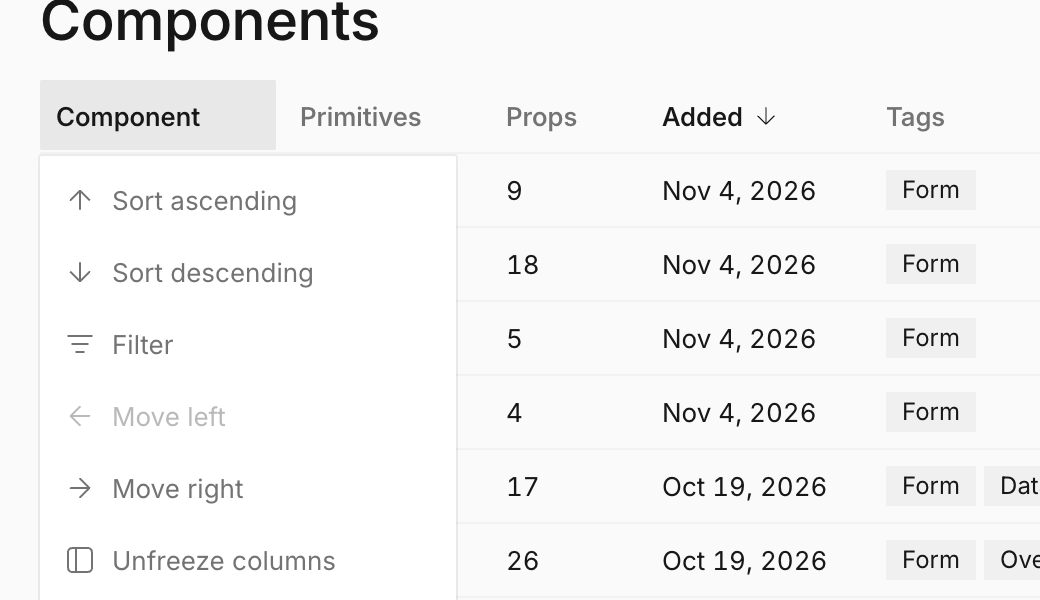 Components
Component Primitives Props Added Tags
Sort ascending 9 Nov 4, 2026 Form
Sort descending 18 Nov 4, 2026 Form
Filter 5 Nov 4, 2026 Form
Move left 4 Nov 4, 2026 Form
Move right 17 Oct 19, 2026 Form Dat
Unfreeze columns 26 Oct 19, 2026 Form Ove